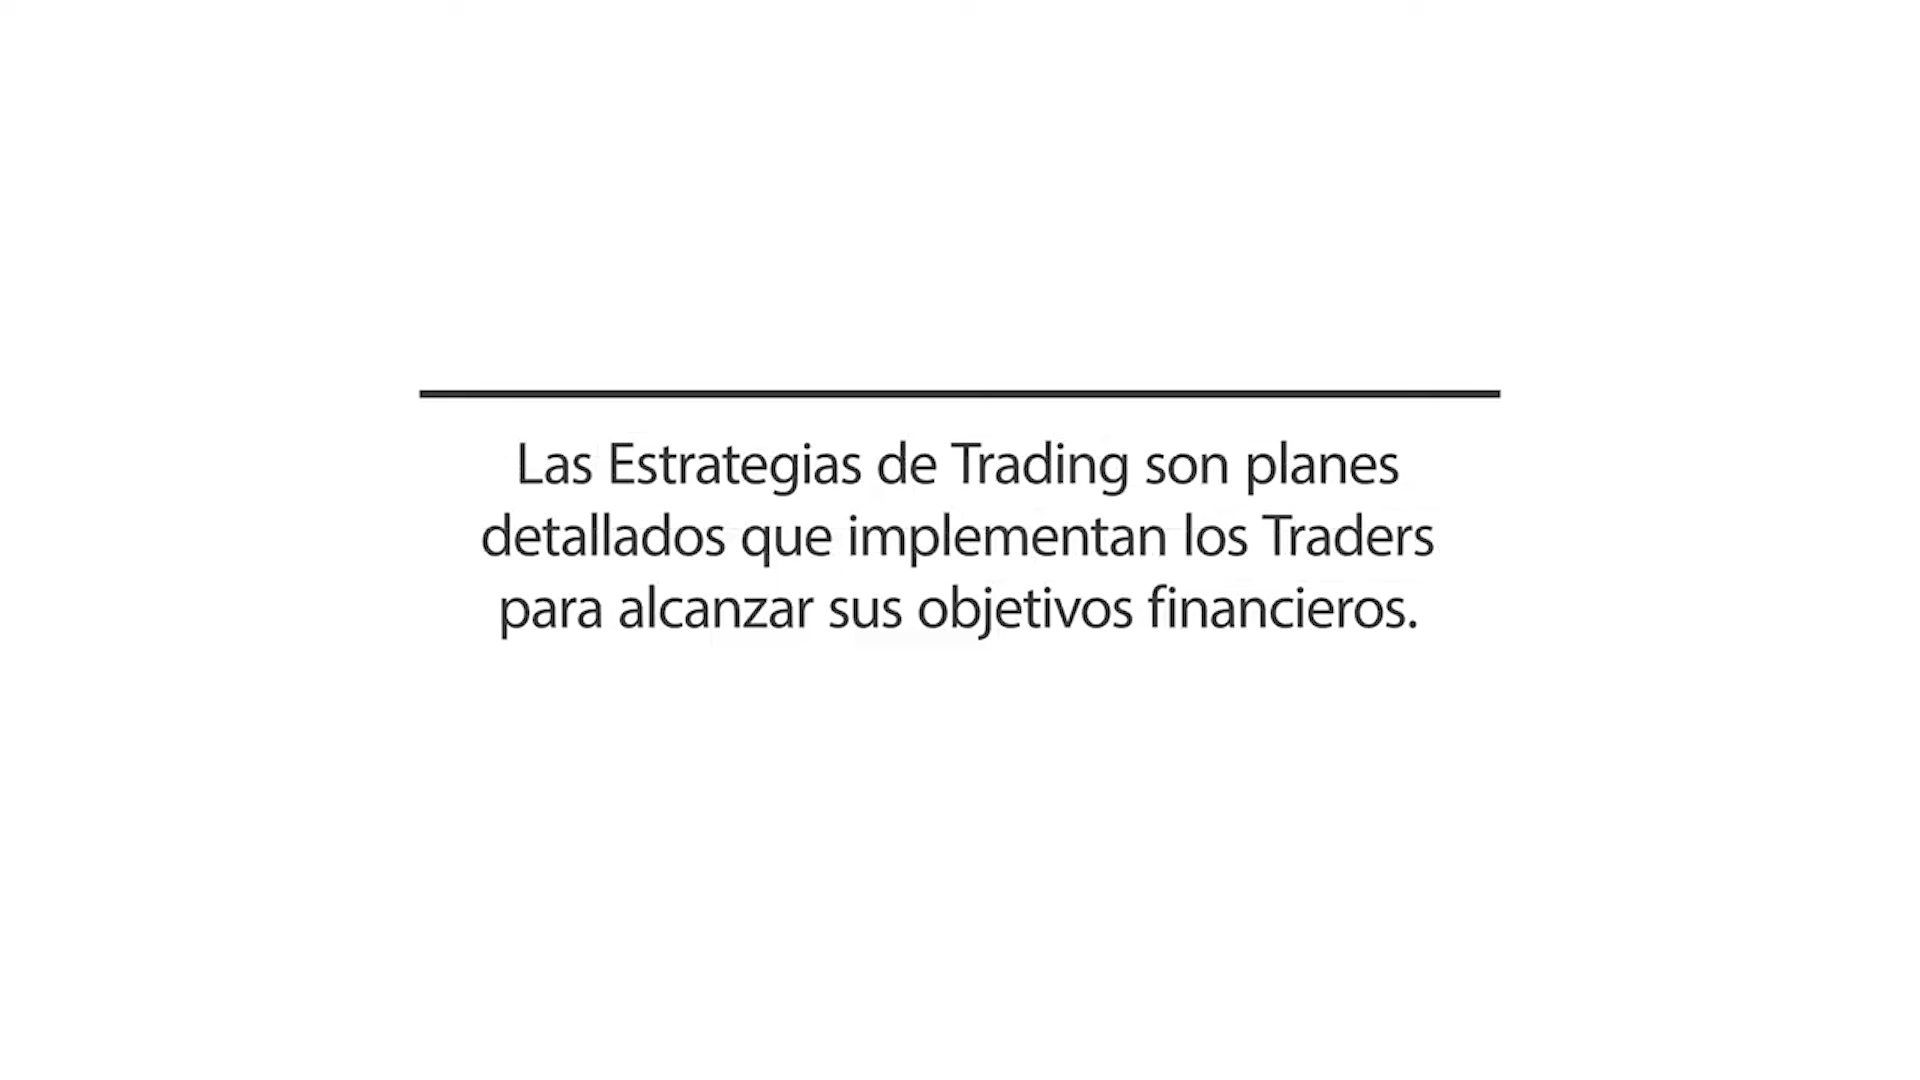 Las Estrategias de Trading son planes
detallados que implementan los Traders
para alcanzar sus objetivos financieros.